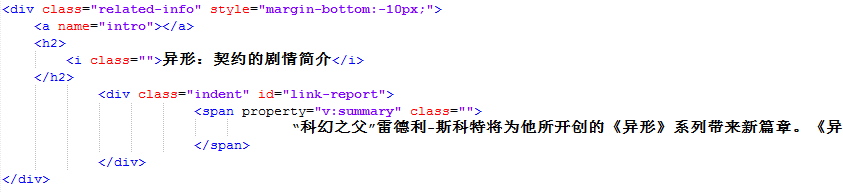 <div class="related-info" style="margin-bottom:-10px;">
<a name="intro"></a>
<h2>
<i class="">异形：契约的剧情简介</i>
</h2>
<div class="indent" id="link-report">
<span property="v:summary" class="">
“科幻之父”雷德利-斯科特将为他所开创的《异形》系列带来新篇章。《异
</span>
</div>
</div>